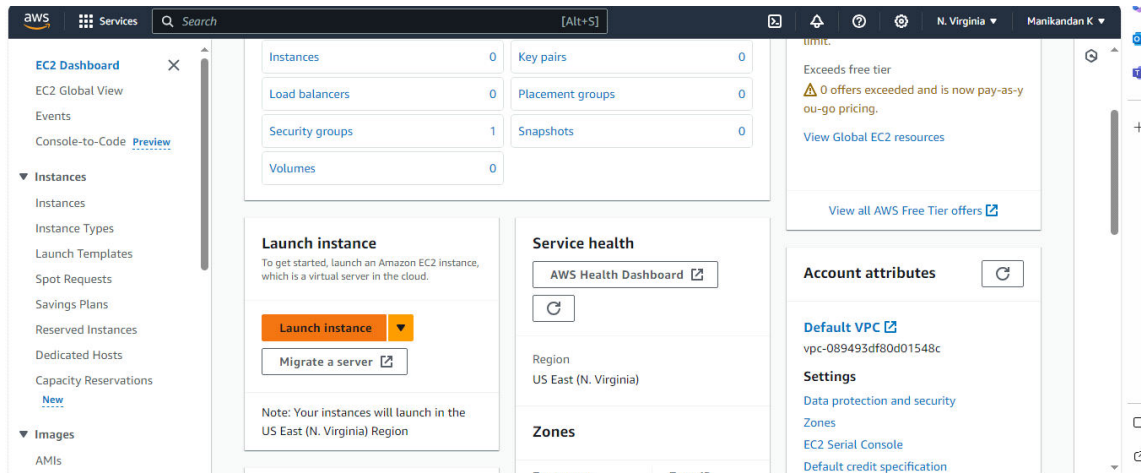 aws
Services
Search
[Alt+S]
N. Virginia
Manikandan K
EC2 Dashboard
EC2 Global View
Events
Console-to-Code Preview
Instances
Instances
Instance Types
Launch Templates
Spot Requests
Savings Plans
Reserved Instances
Dedicated Hosts
Capacity Reservations
New
Images
AMIs
Instances 0
Key pairs 0
Load balancers 0
Placement groups 0
Security groups 1
Snapshots 0
Volumes 0
Launch instance
To get started, launch an Amazon EC2 instance,
which is a virtual server in the cloud.
Launch instance
Migrate a server
Note: Your instances will launch in the
US East (N. Virginia) Region
Service health
AWS Health Dashboard
Region
US East (N. Virginia)
Zones
limit.
Exceeds free tier
0 offers exceeded and is now pay-as-y
ou-go pricing.
View Global EC2 resources
View all AWS Free Tier offers
Account attributes
Default VPC
vpc-089493df80d01548c
Settings
Data protection and security
Zones
EC2 Serial Console
Default credit specification